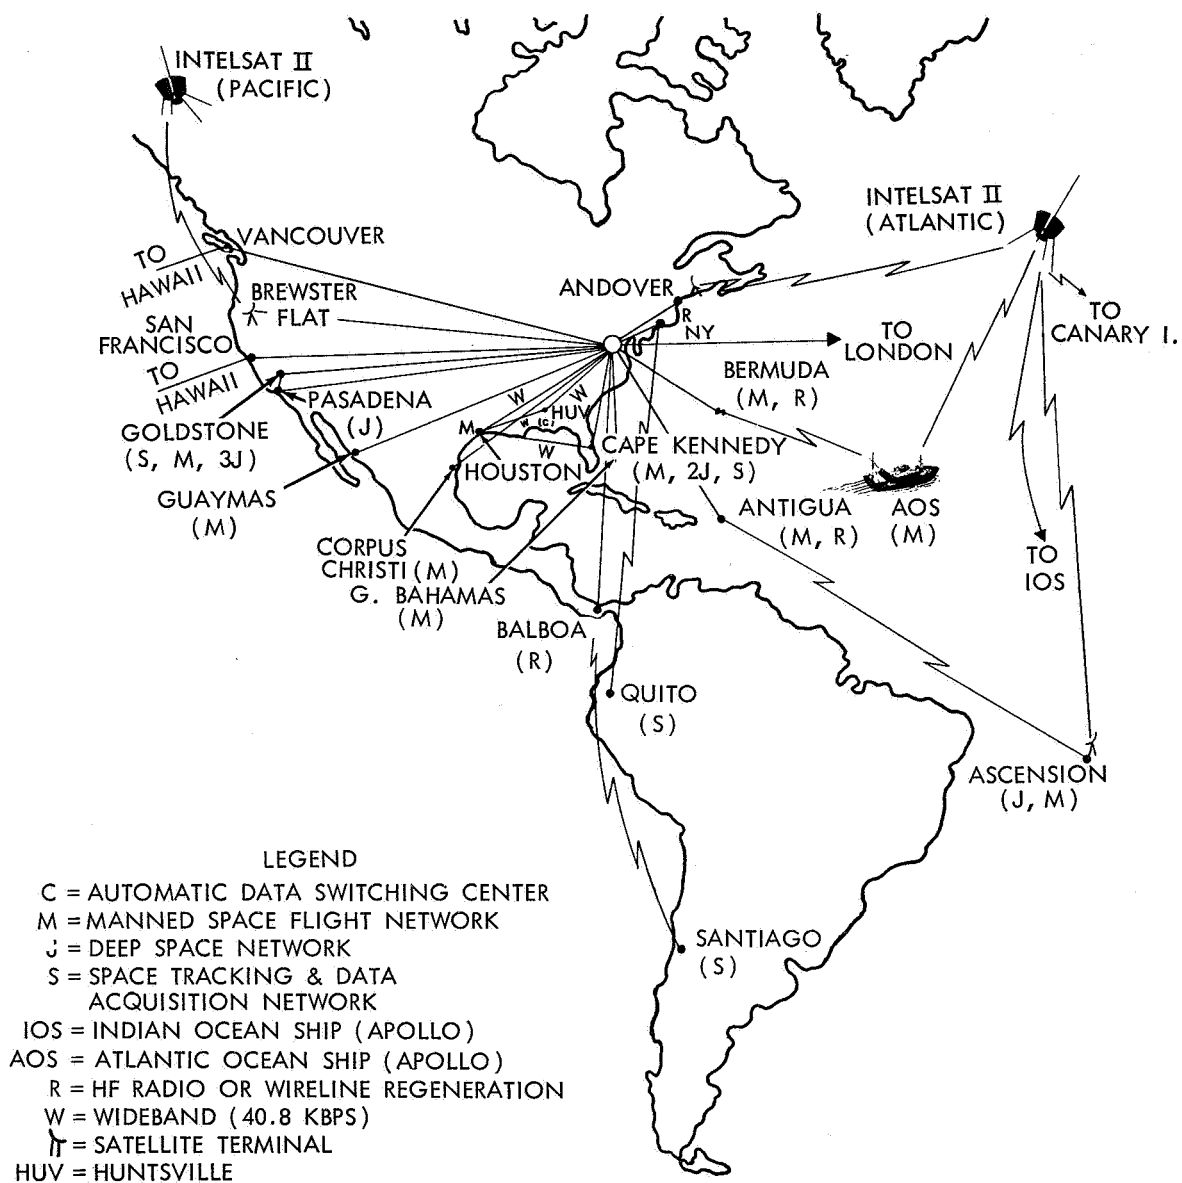 INTELSAT II
(PACIFIC)
INTELSAT II
(ATLANTIC)
VANCOUVER
TO
HAWAII
BREWSTER
FLAT
ANDOVER
R
NY
SAN
FRANCISCO
TO
HAWAII
TO
LONDON
TO
CANARY I.
BERMUDA
(M, R)
PASADENA
(J)
GOLDSTONE
(S, M, 3J)
GUAYMAS
(M)
W
W
HUV
W
(C)
M
W
HOUSTON
CAPE KENNEDY
(M, 2J, S)
ANTIGUA
(M, R)
AOS
(M)
TO
IOS
CORPUS
CHRISTI (M)
G. BAHAMAS
(M)
BALBOA
(R)
QUITO
(S)
ASCENSION
(J, M)
SANTIAGO
(S)
LEGEND
C = AUTOMATIC DATA SWITCHING CENTER
M = MANNED SPACE FLIGHT NETWORK
J = DEEP SPACE NETWORK
S = SPACE TRACKING & DATA
ACQUISITION NETWORK
IOS = INDIAN OCEAN SHIP (APOLLO)
AOS = ATLANTIC OCEAN SHIP (APOLLO)
R = HF RADIO OR WIRELINE REGENERATION
W = WIDEBAND (40.8 KBPS)
= SATELLITE TERMINAL
HUV = HUNTSVILLE